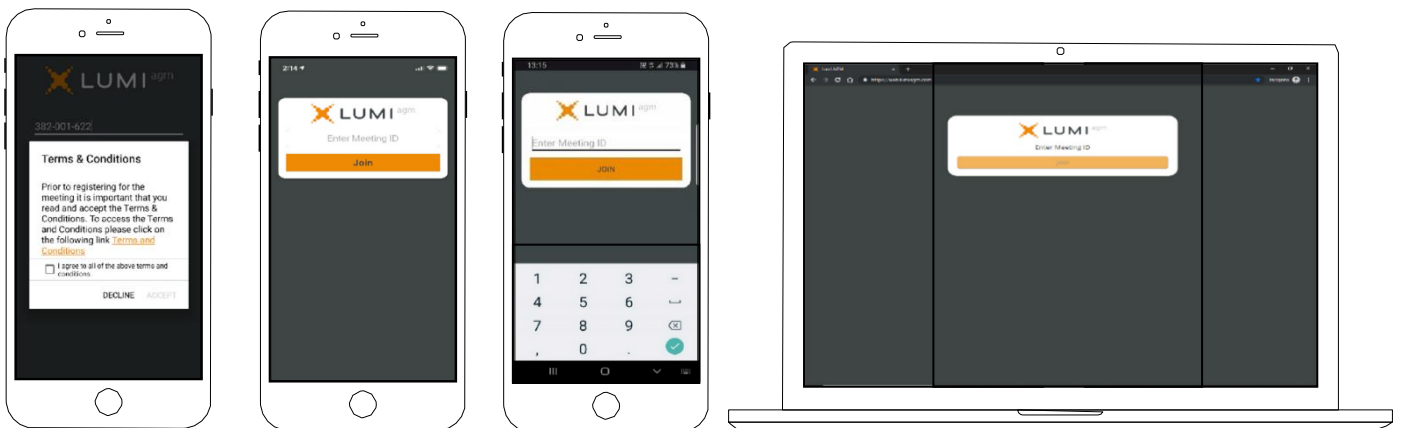 LUMI agm
382-001-622
Terms & Conditions
Prior to registering for the
meeting it is important that you
read and accept the Terms &
Conditions. To access the Terms
and Conditions please click on
the following link Terms and
Conditions
I agree to all of the above terms and
conditions
DECLINE ACCEPT
2:14
LUMI agm
Enter Meeting ID
Join
13:15 73%
LUMI agm
Enter Meeting ID
JOIN
1 2 3 -
4 5 6
7 8 9
, 0 .
LUMI agm
Enter Meeting ID